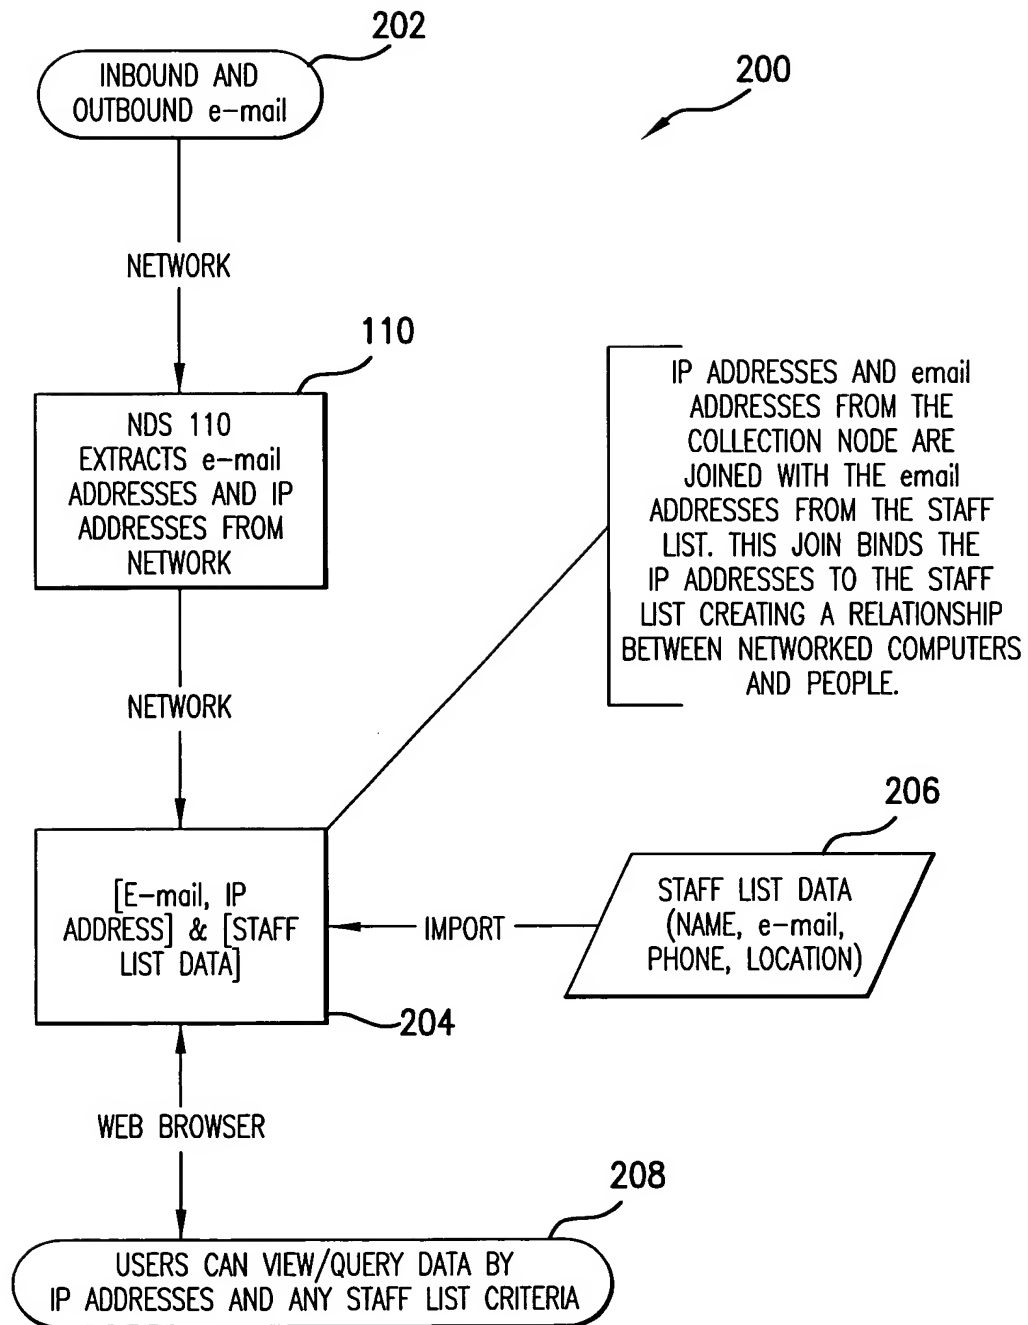 202
INBOUND AND
OUTBOUND e-mail
200
NETWORK
110
NDS 110
EXTRACTS e-mail
ADDRESSES AND IP
ADDRESSES FROM
NETWORK
IP ADDRESSES AND email
ADDRESSES FROM THE
COLLECTION NODE ARE
JOINED WITH THE email
ADDRESSES FROM THE STAFF
LIST. THIS JOIN BINDS THE
IP ADDRESSES TO THE STAFF
LIST CREATING A RELATIONSHIP
BETWEEN NETWORKED COMPUTERS
AND PEOPLE.
NETWORK
206
[E-mail, IP
ADDRESS] & [STAFF
LIST DATA]
IMPORT
STAFF LIST DATA
(NAME, e-mail,
PHONE, LOCATION)
204
WEB BROWSER
208
USERS CAN VIEW/QUERY DATA BY
IP ADDRESSES AND ANY STAFF LIST CRITERIA